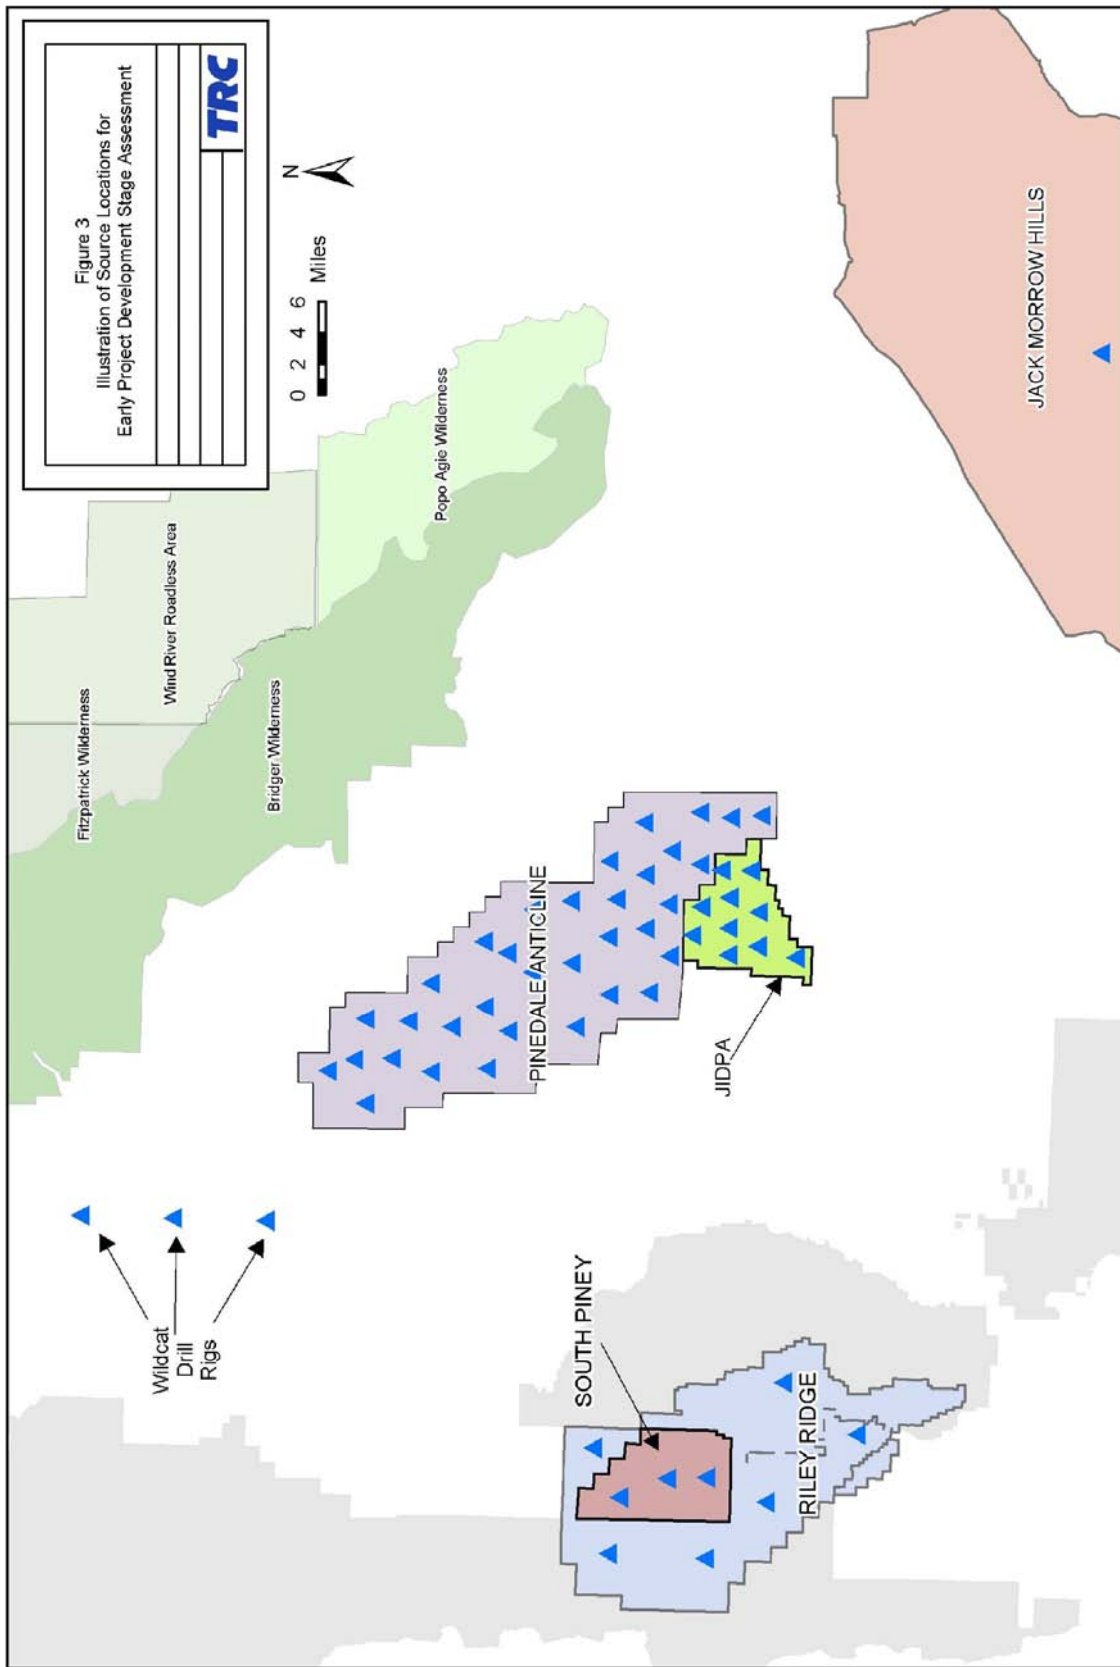 Figure 3
Illustration of Source Locations for
Early Project Development Stage Assessment
TRC
N
0 2 4 6
Miles
Fitzpatrick Wilderness
Wind River Roadless Area
Bridger Wilderness
Popo Agie Wilderness
Wildcat
Drill
Rigs
PINEDALE ANTICLINE
JIDPA
SOUTH PINEY
RILEY RIDGE
JACK MORROW HILLS